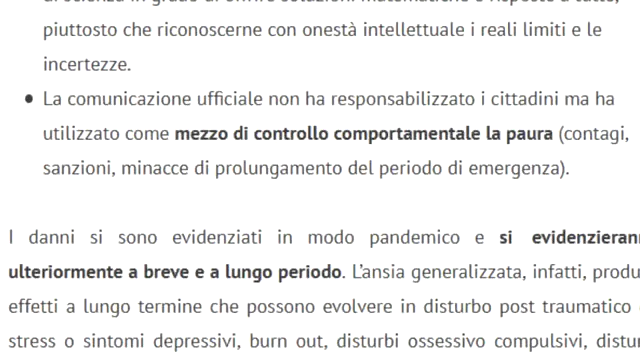 piuttosto che riconoscerne con onestà intellettuale i reali limiti e le
incertezze.
● La comunicazione ufficiale non ha responsabilizzato i cittadini ma ha
utilizzato come mezzo di controllo comportamentale la paura (contagi,
sanzioni, minacce di prolungamento del periodo di emergenza).
I danni si sono evidenziati in modo pandemico e si
ulteriormente a breve e a lungo periodo. L'ansia generalizzata, infatti,
effetti a lungo termine che possono evolvere in disturbo post traumatico
stress o sintomi depressivi, burn out, disturbi ossessivo compulsivi,